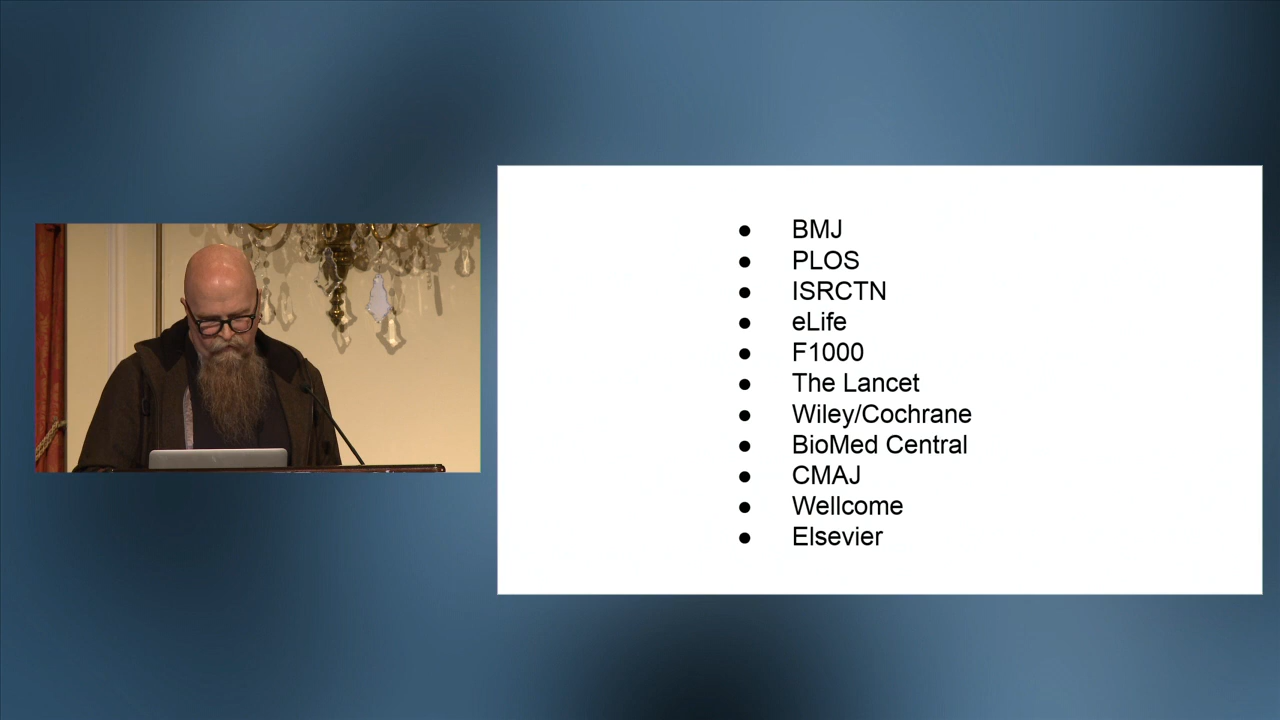 ● BMJ
● PLOS
● ISRCTN
● eLife
● F1000
● The Lancet
● Wiley/Cochrane
● BioMed Central
● CMAJ
● Wellcome
● Elsevier